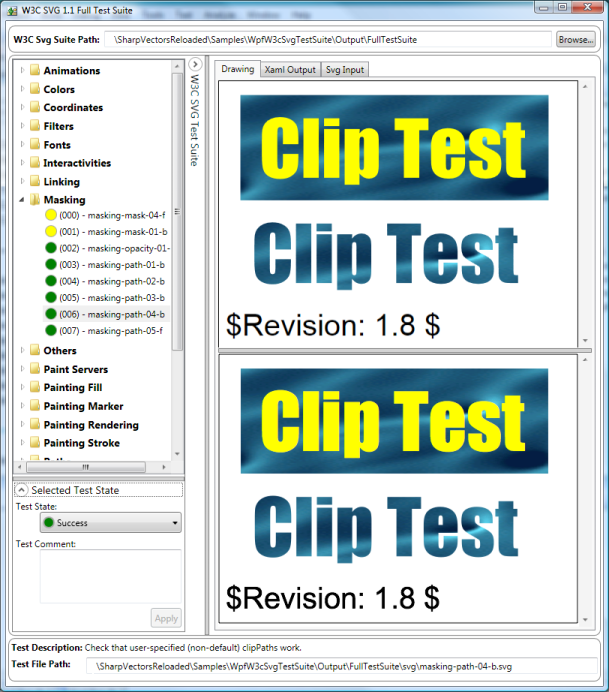 W3C SVG 1.1 Full Test Suite
W3C Svg Suite Path: \SharpVectorsReloaded\Samples\WpfW3cSvgTestSuite\Output\FullTestSuite Browse...
Animations
Colors
Coordinates
Filters
Fonts
Interactivities
Linking
Masking
(000) - masking-mask-04-f
(001) - masking-mask-01-b
(002) - masking-opacity-01-
(003) - masking-path-01-b
(004) - masking-path-02-b
(005) - masking-path-03-b
(006) - masking-path-04-b
(007) - masking-path-05-f
Others
Paint Servers
Painting Fill
Painting Marker
Painting Rendering
Painting Stroke
Selected Test State
Test State:
Success
Test Comment:
Apply
W3C SVG Test Suite
Drawing Xaml Output Svg Input
Clip Test
Clip Test
$Revision: 1.8 $
Clip Test
Clip Test
$Revision: 1.8 $
Test Description: Check that user-specified (non-default) clipPaths work.
Test File Path: \SharpVectorsReloaded\Samples\WpfW3cSvgTestSuite\Output\FullTestSuite\svg\masking-path-04-b.svg